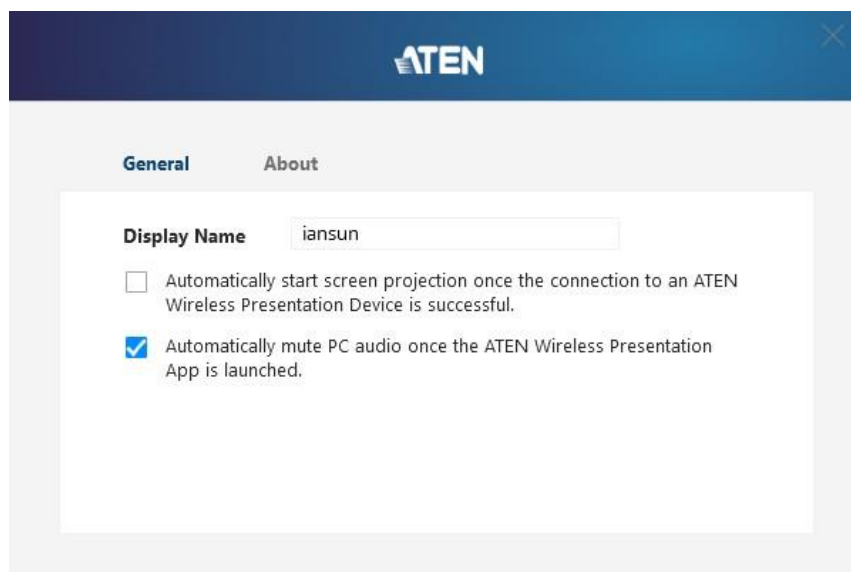 ATEN
General About
Display Name iansun
Automatically start screen projection once the connection to an ATEN
Wireless Presentation Device is successful.
Automatically mute PC audio once the ATEN Wireless Presentation
App is launched.